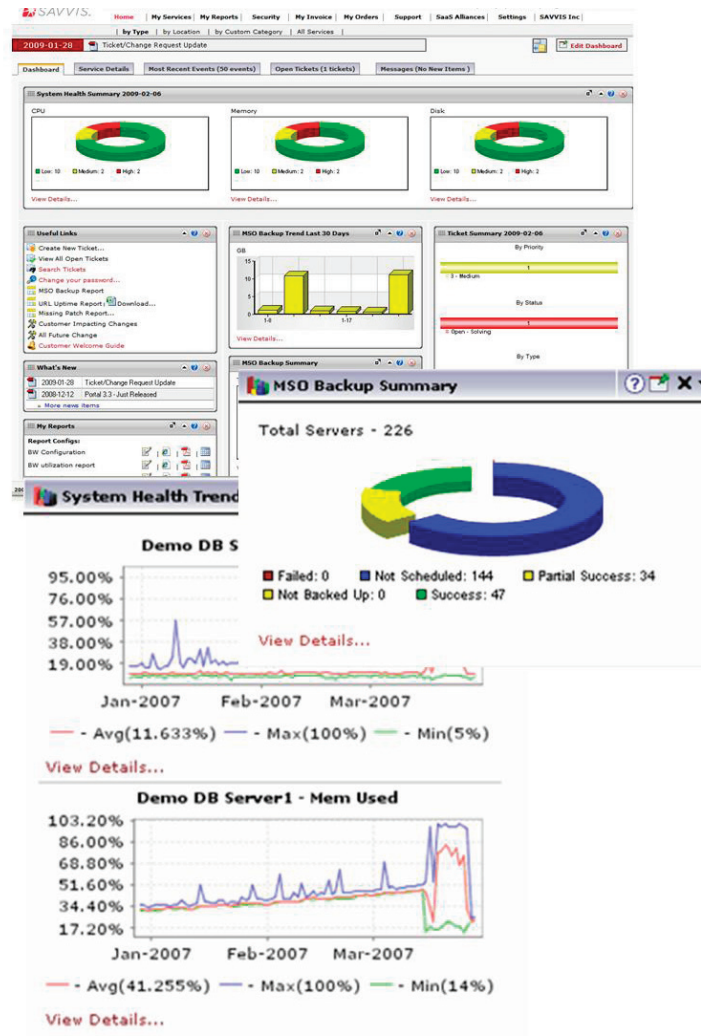 SAVVIS.
Home | My Services | My Reports | Security | My Invoice | My Orders | Support | SaaS Alliances | Settings | SAVVIS Inc |
| by Type | by Location | by Custom Category | All Services |
2009-01-28 Ticket/Change Request Update Edit Dashboard
Dashboard Service Details Most Recent Events (50 events) Open Tickets (1 tickets) Messages (No New Items )
System Health Summary 2009-02-06
CPU Memory Disk
Low: 10 Medium: 2 High: 2 Low: 10 Medium: 2 High: 2 Low: 10 Medium: 2 High: 2
View Details... View Details... View Details...
Useful Links
Create New Ticket...
View All Open Tickets
Search Tickets
Change your password...
MSO Backup Report
URL Uptime Report: Download...
Missing Patch Report...
Customer Impacting Changes
All Future Change
Customer Welcome Guide
MSO Backup Trend Last 30 Days
GB
15
10
5
0
1-8 1-17
View Details...
Ticket Summary 2009-02-06
By Priority
1
3 - Medium
By Status
1
Open - Solving
By Type
What's New
2009-01-28 Ticket/Change Request Update
2008-12-12 Portal 3.3 - Just Released
More news items
MSO Backup Summary
My Reports
Report Configs:
BW Configuration
BW utilization report
MSO Backup Summary
Total Servers - 226
Failed: 0 Not Scheduled: 144 Partial Success: 34
Not Backed Up: 0 Success: 47
View Details...
System Health Trend
Demo DB S
95.00%
76.00%
57.00%
38.00%
19.00%
Jan-2007 Feb-2007 Mar-2007
- Avg(11.633%) - Max(100%) - Min(5%)
View Details...
Demo DB Server1 - Mem Used
103.20%
86.00%
68.80%
51.60%
34.40%
17.20%
Jan-2007 Feb-2007 Mar-2007
- Avg(41.255%) - Max(100%) - Min(14%)
View Details...